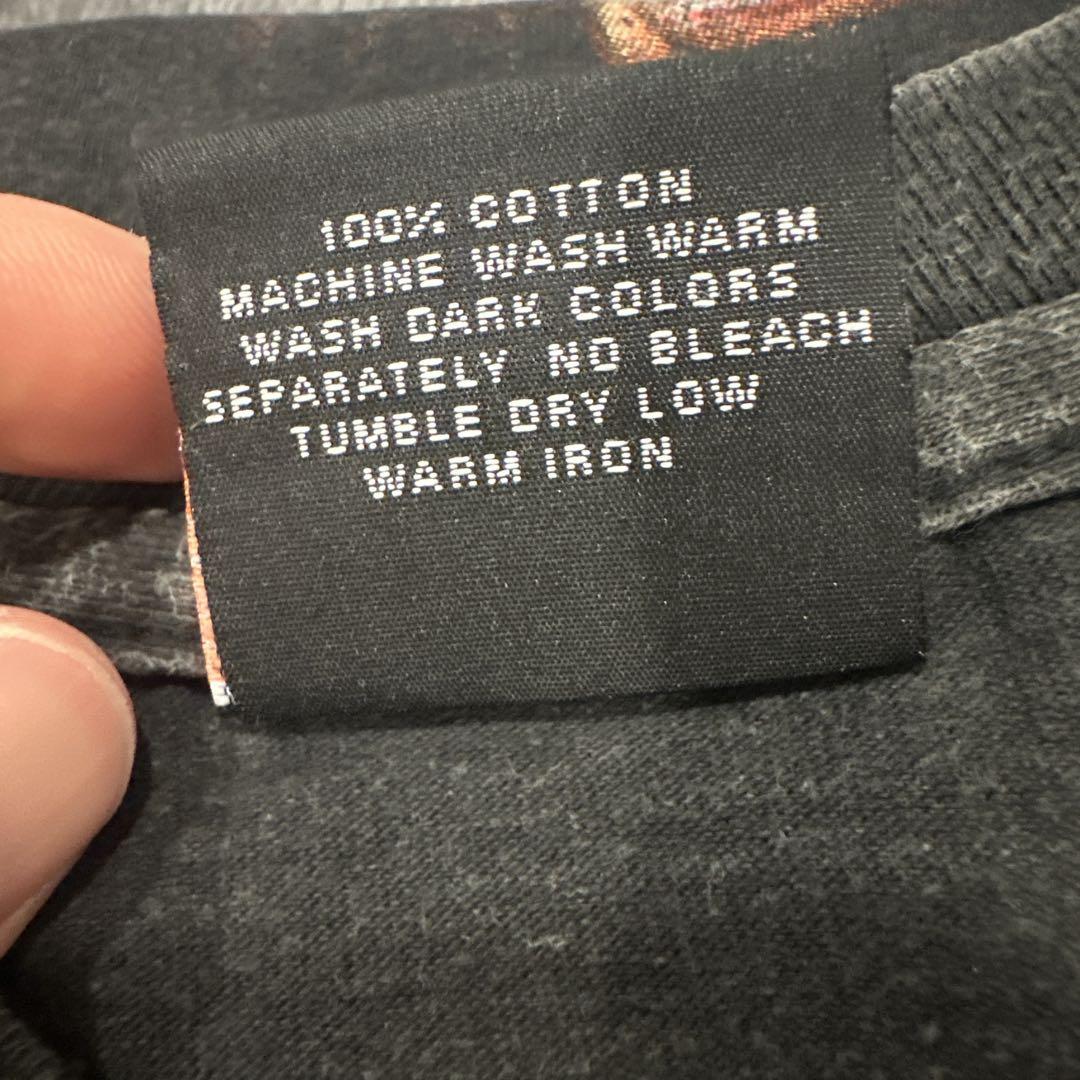 100% COTTON
MACHINE WASH WARM
WASH DARK COLORS
SEPARATELY NO BLEACH
TUMBLE DRY LOW
WARM IRON